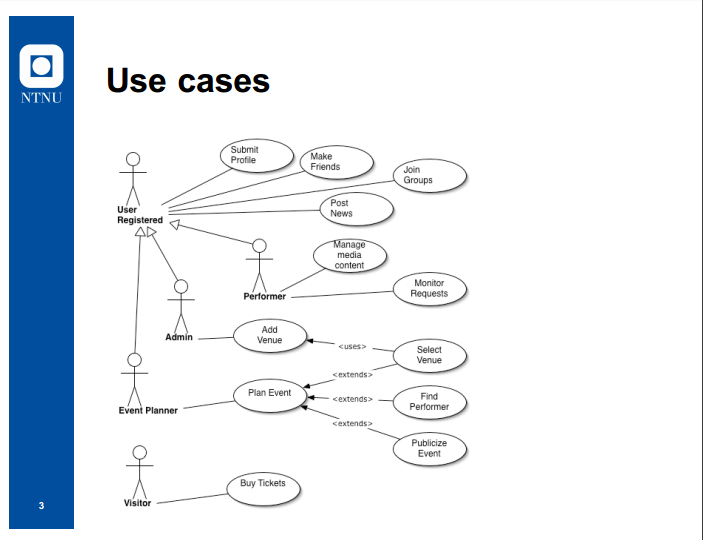 NTNU
Use cases
Submit
Profile
Make
Friends
Join
Groups
Post
News
User
Registered
Manage
media
content
Performer
Monitor
Requests
Admin
Add
Venue
<uses>
Select
Venue
<extends>
Plan Event
Event Planner
<extends>
Find
Performer
<extends>
Publicize
Event
Visitor
Buy Tickets
3